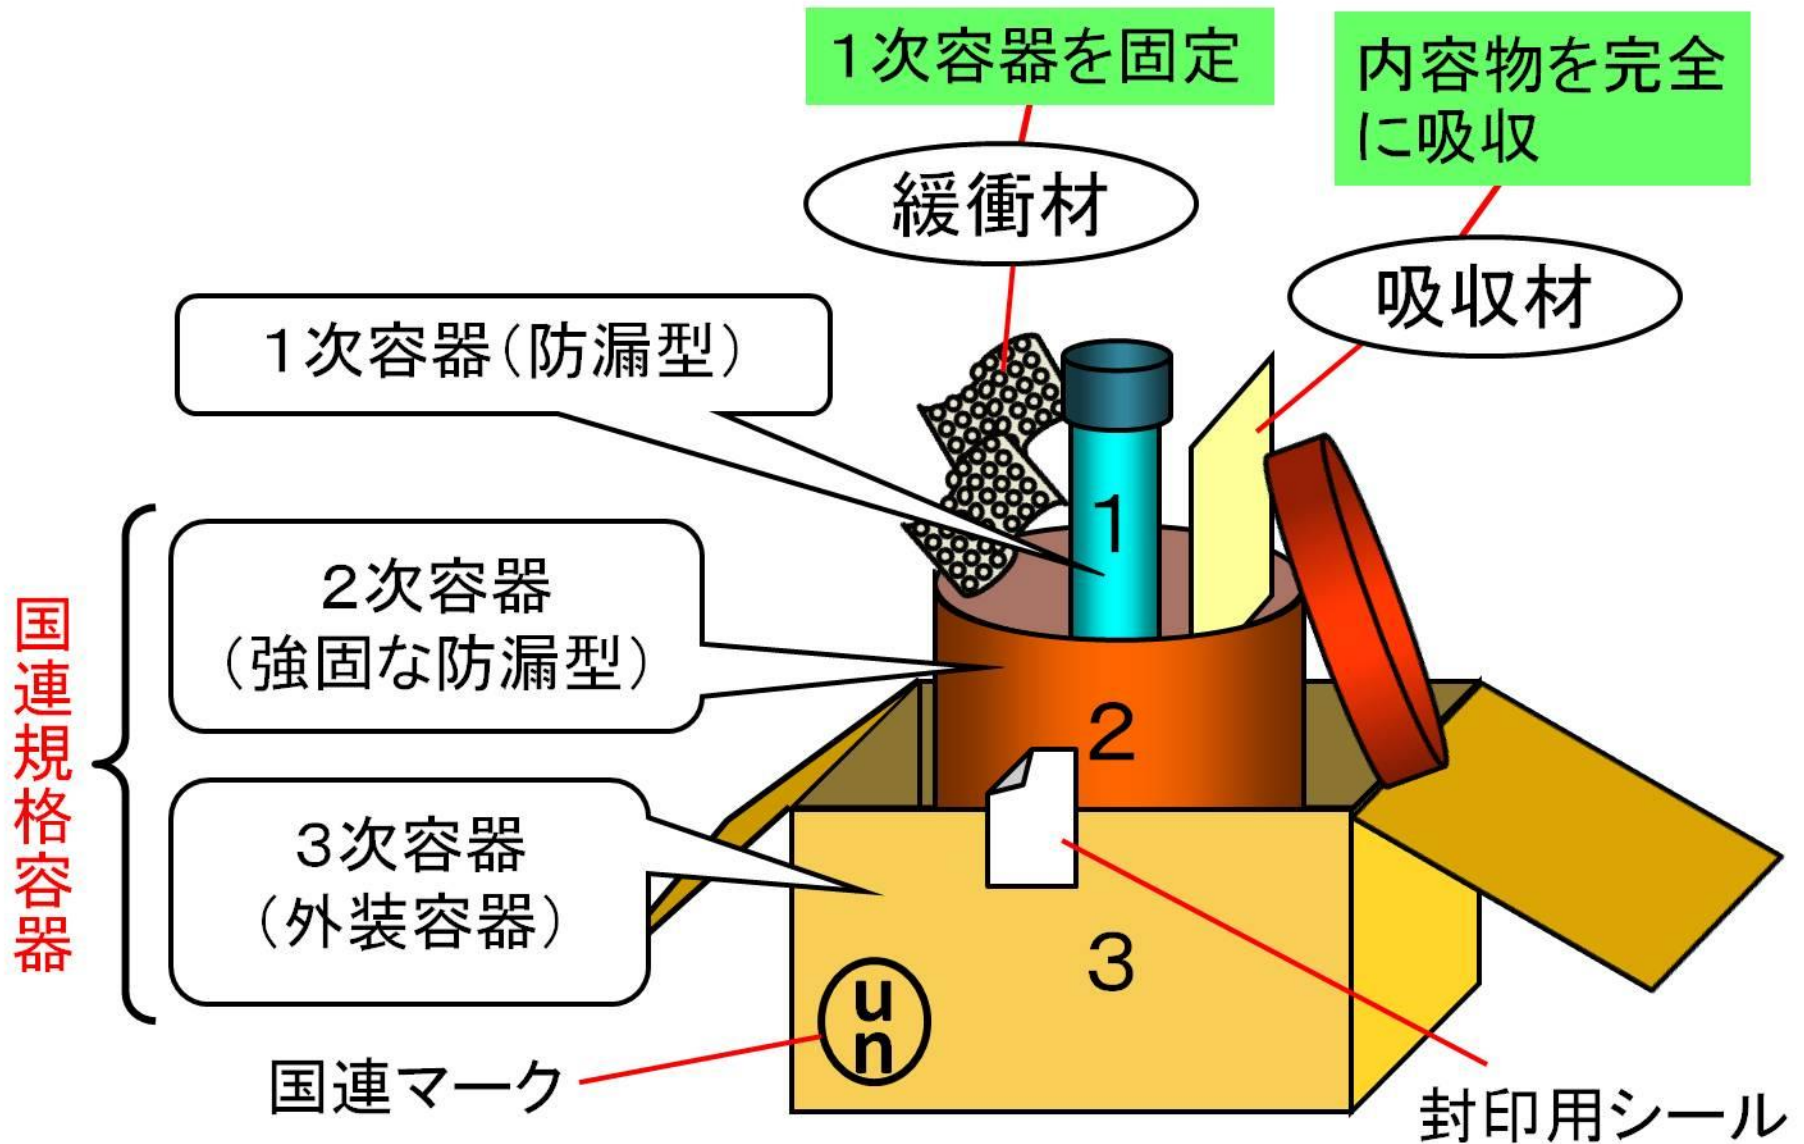 1次容器を固定
内容物を完全
に吸収
緩衝材
吸収材
1次容器(防漏型)
1
国連規格容器
2次容器
(強固な防漏型)
2
3次容器
(外装容器)
3
u
n
国連マーク
封印用シール